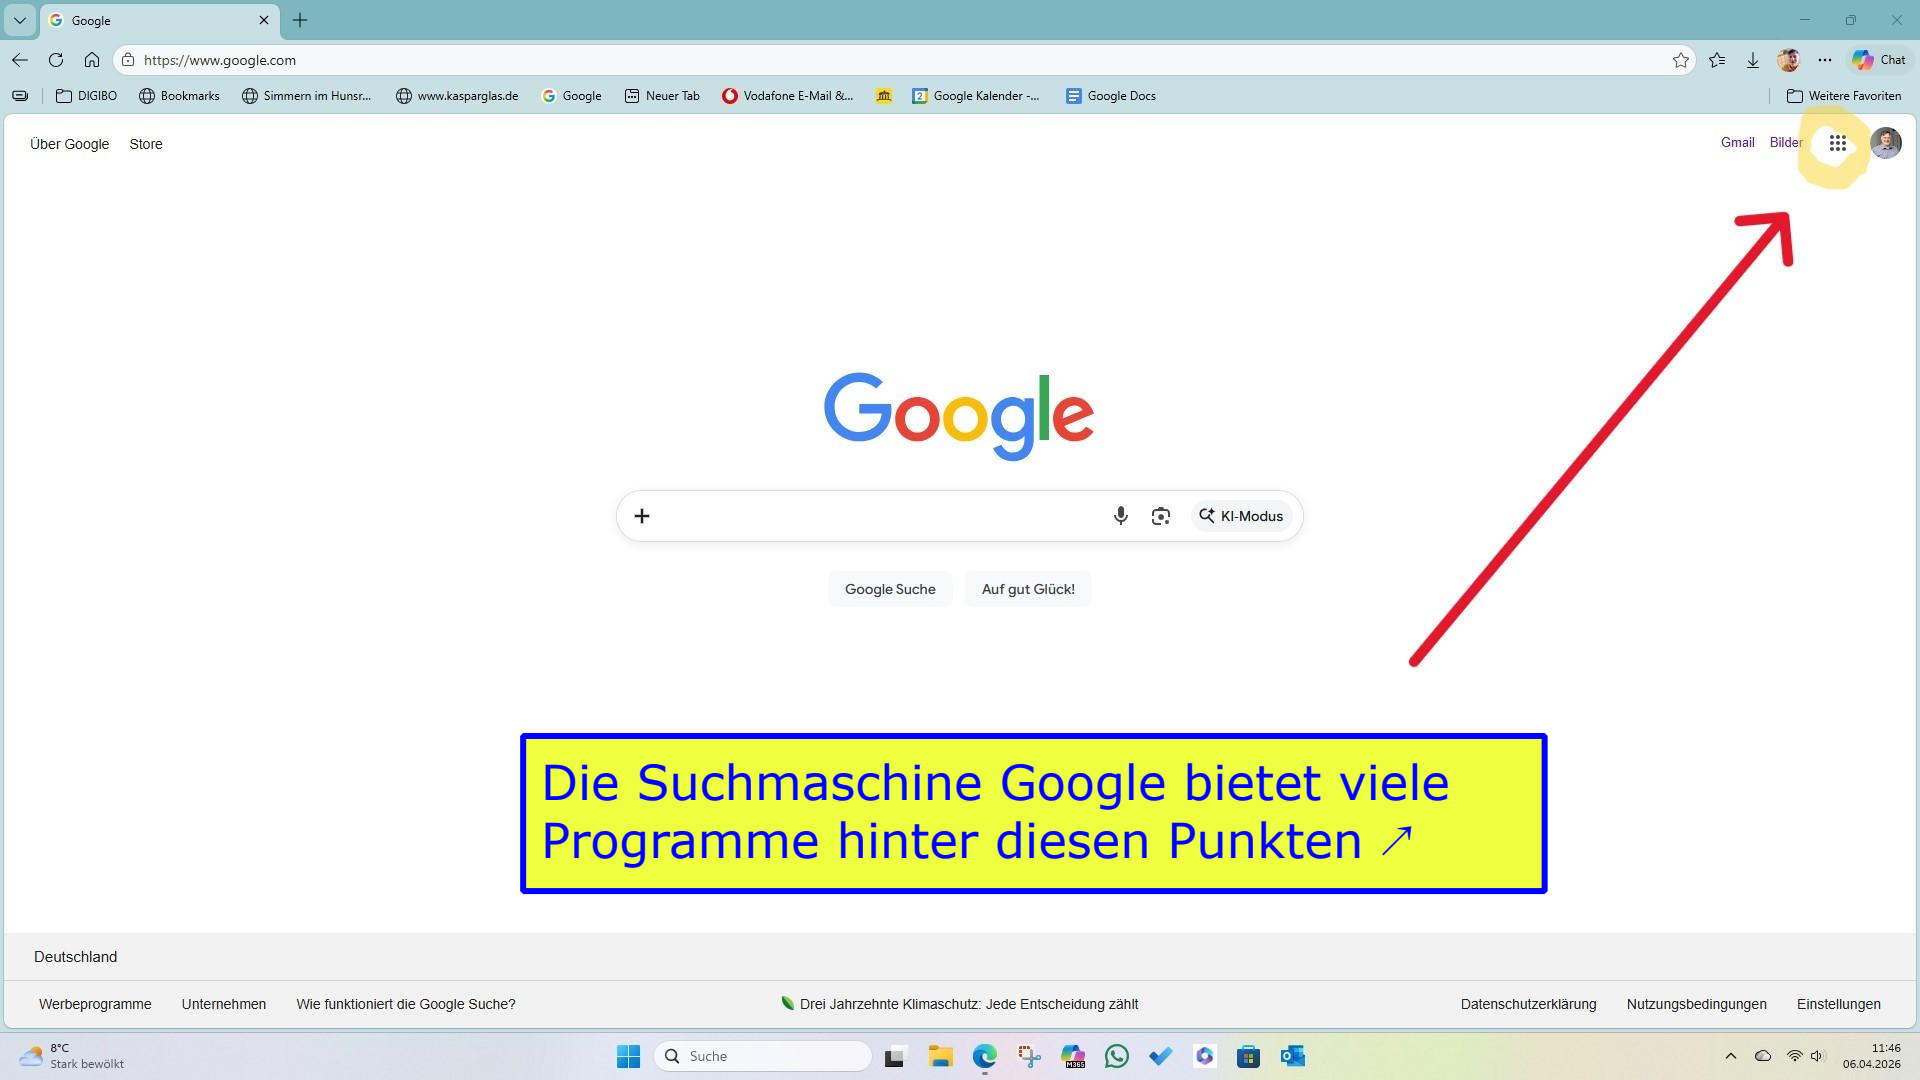 Google
https://www.google.com
Chat
DIGIBO
Bookmarks
Simmern im Hunsr...
www.kasparglas.de
Google
Neuer Tab
Vodafone E-Mail &...
Google Kalender -...
Google Docs
Weitere Favoriten
Über Google
Store
Gmail
Bilder
Google
KI-Modus
Google Suche
Auf gut Glück!
Die Suchmaschine Google bietet viele
Programme hinter diesen Punkten ↗
Deutschland
Werbeprogramme
Unternehmen
Wie funktioniert die Google Suche?
Drei Jahrzehnte Klimaschutz: Jede Entscheidung zählt
Datenschutzerklärung
Nutzungsbedingungen
Einstellungen
8°C
Stark bewölkt
Suche
M365
11:46
06.04.2026